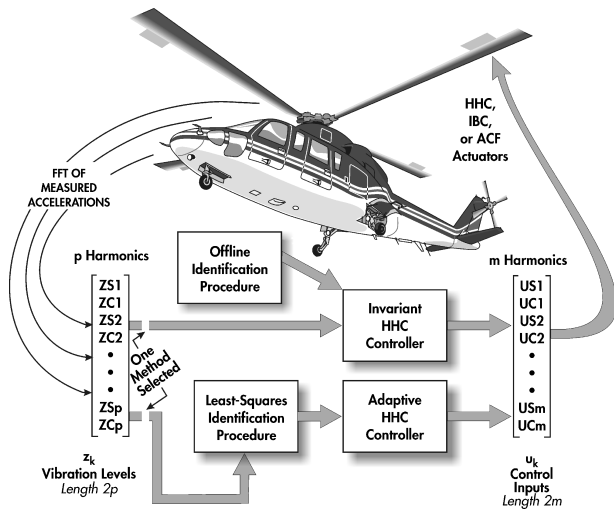 HHC,
IBC,
or ACF
Actuators
FFT OF
MEASURED
ACCELERATIONS
p Harmonics
ZS1
ZC1
ZS2
ZC2
•
•
•
ZSp
ZCp
z_k
Vibration Levels
Length 2p
One
Method
Selected
Offline
Identification
Procedure
Invariant
HHC
Controller
Least-Squares
Identification
Procedure
Adaptive
HHC
Controller
m Harmonics
US1
UC1
US2
UC2
•
•
•
USm
UCm
u_k
Control
Inputs
Length 2m